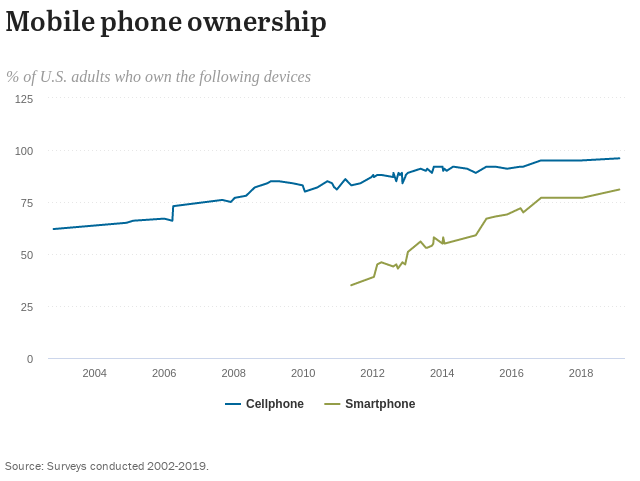 Mobile phone ownership
% of U.S. adults who own the following devices
125
100
75
50
25
0
2004 2006 2008 2010 2012 2014 2016 2018
Cellphone Smartphone
Source: Surveys conducted 2002-2019.